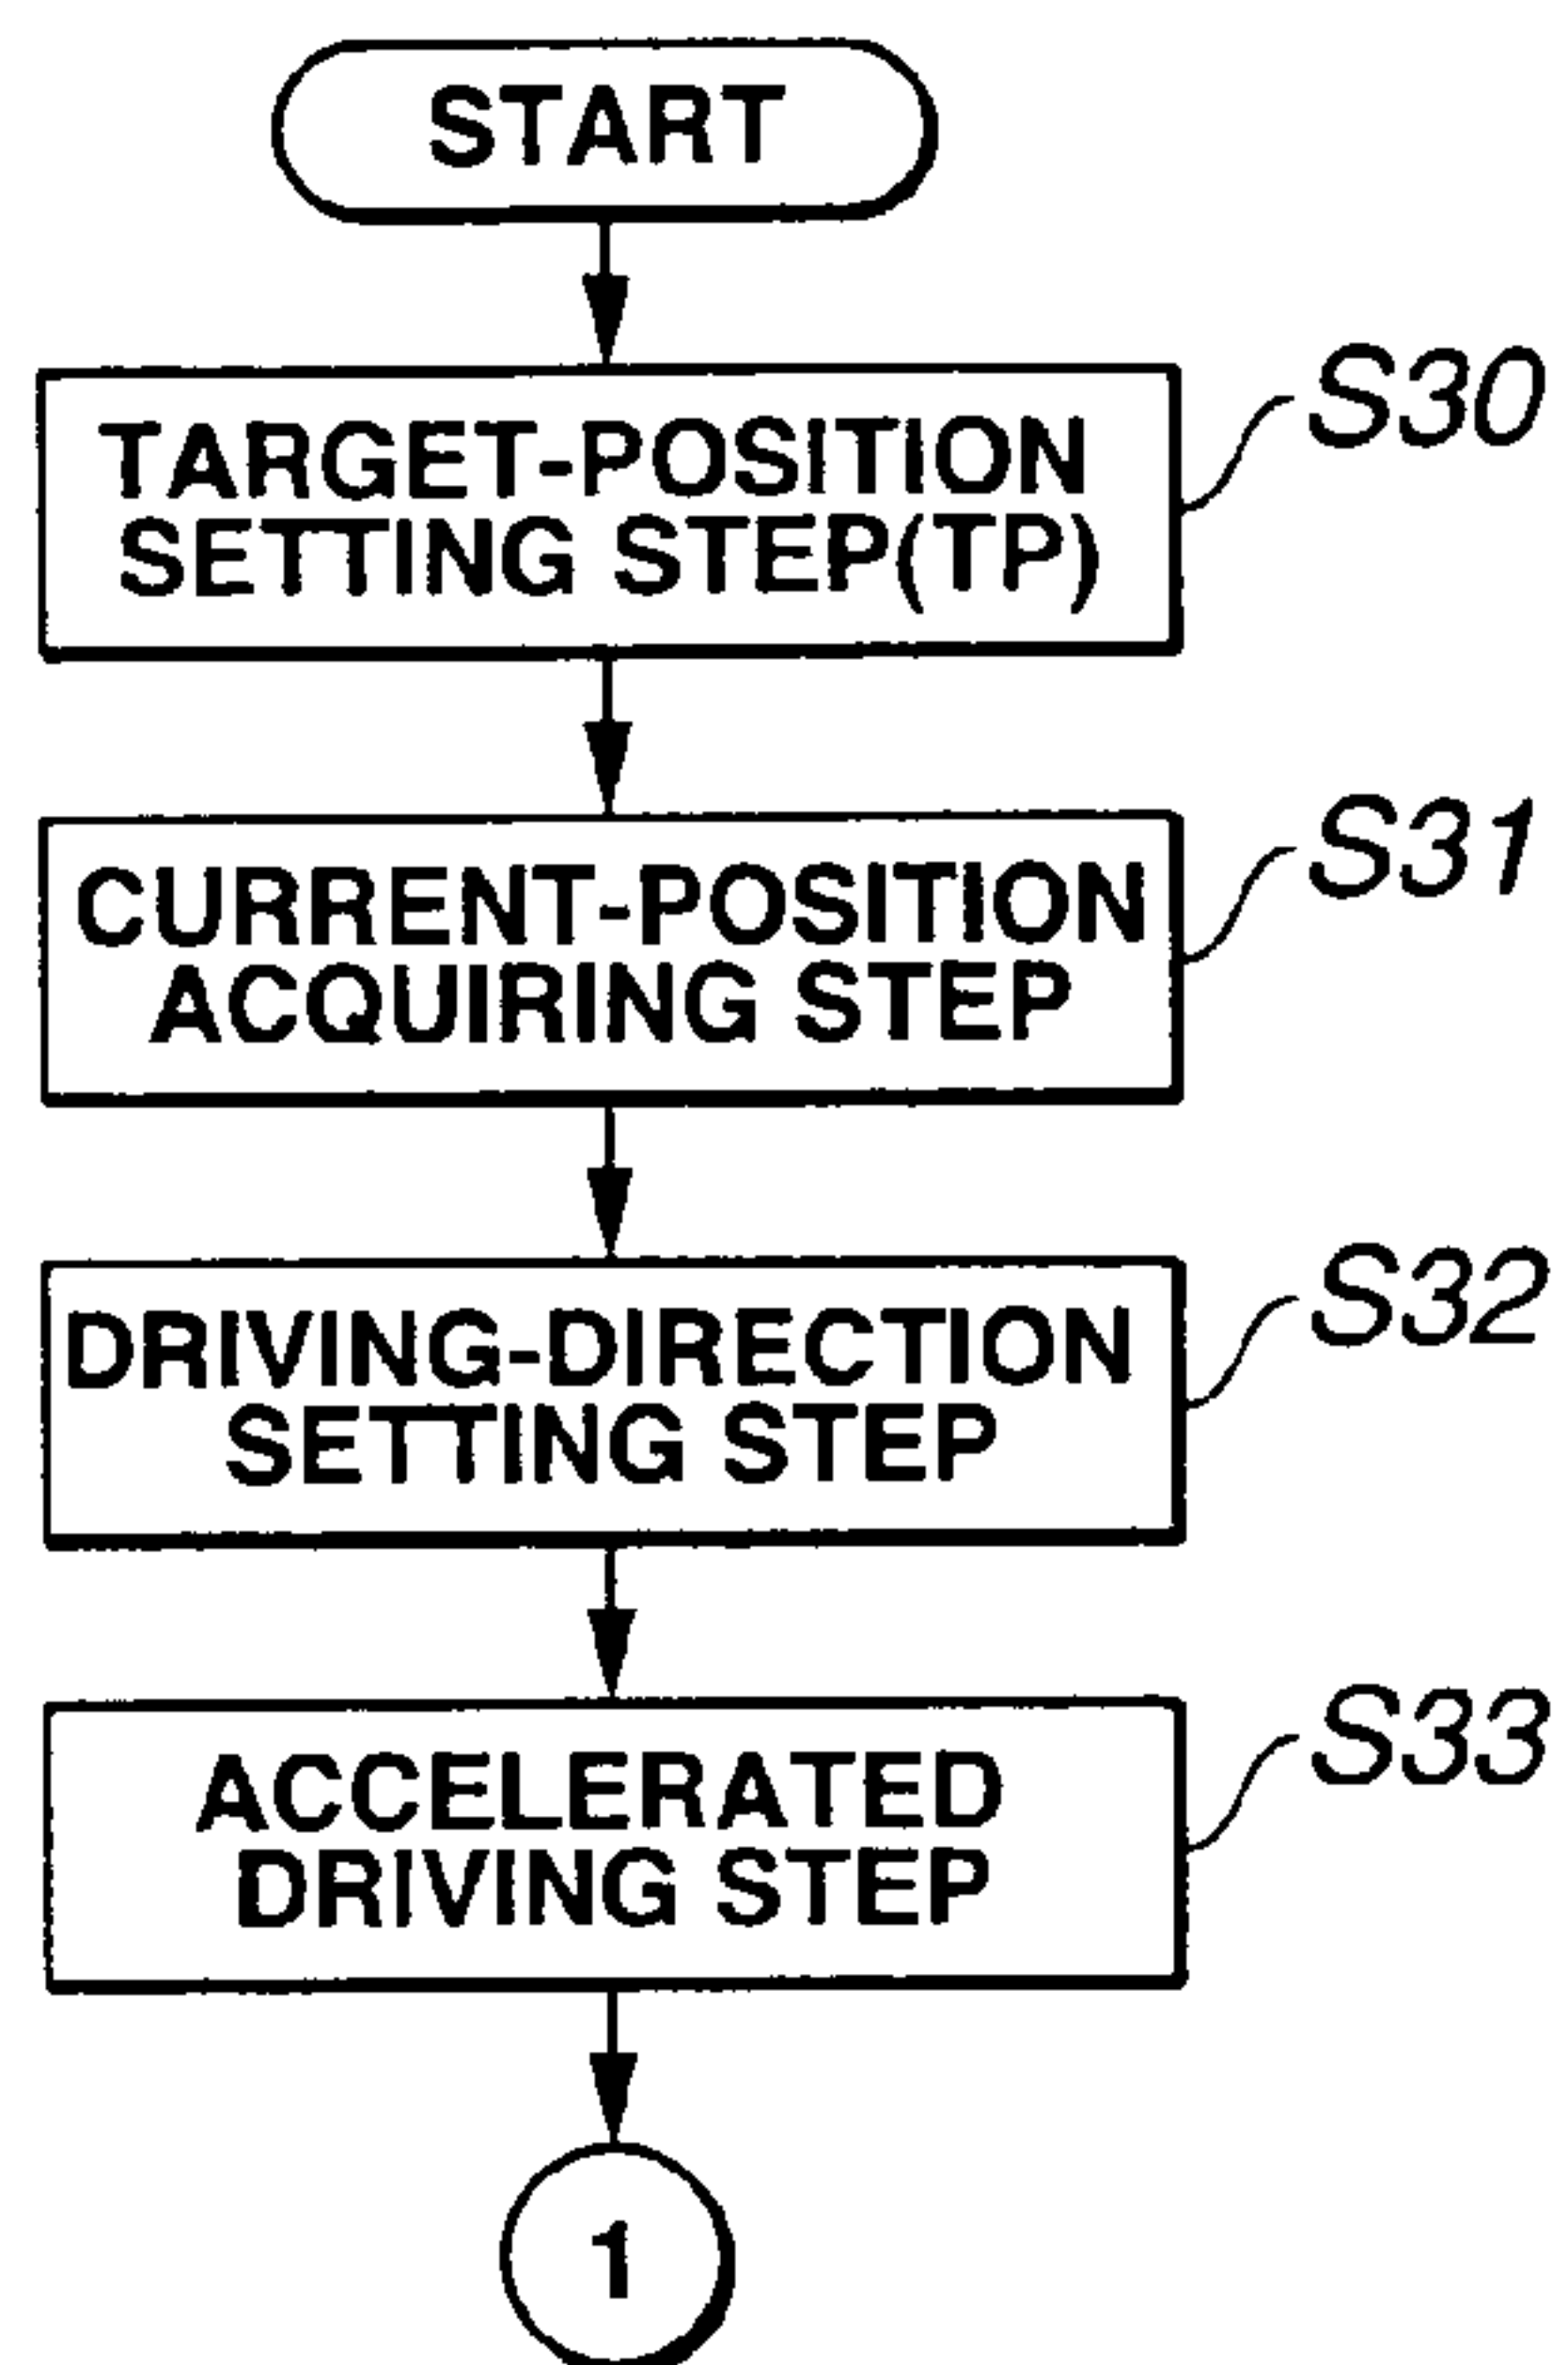 START
TARGET-POSITION
SETTING STEP(TP)
S30
CURRENT-POSITION
ACQUIRING STEP
S31
DRIVING-DIRECTION
SETTING STEP
S32
ACCELERATED
DRIVING STEP
S33
1